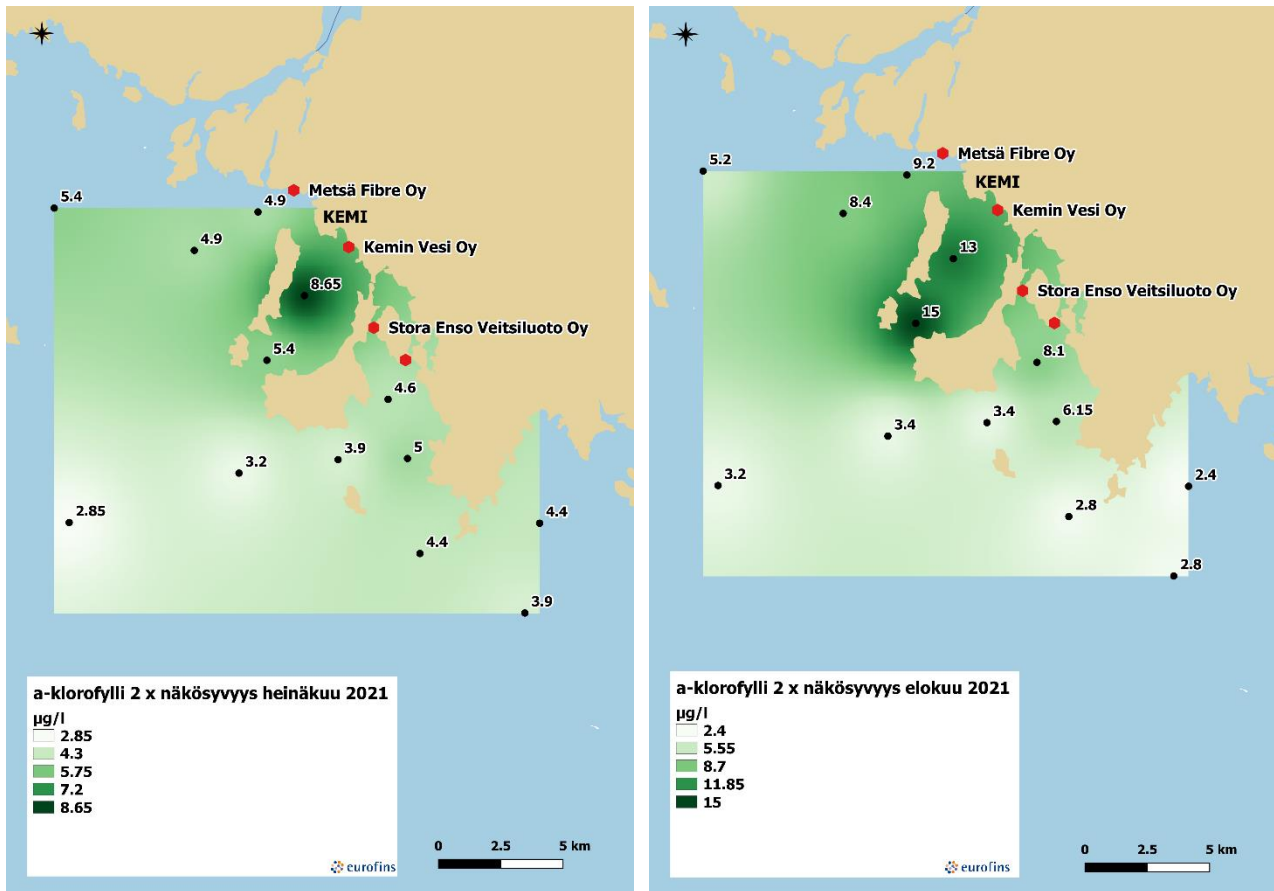 5.4
4.9
Metsä Fibre Oy
KEMI
4.9
Kemin Vesi Oy
8.65
Stora Enso Veitsiluoto Oy
5.4
4.6
3.9
5
3.2
2.85
4.4
4.4
3.9
a-klorofylli 2 x näkösyvyys heinäkuu 2021
µg/l
2.85
4.3
5.75
7.2
8.65
0 2.5 5 km
eurofins
5.2
9.2
Metsä Fibre Oy
KEMI
8.4
Kemin Vesi Oy
13
Stora Enso Veitsiluoto Oy
15
8.1
3.4
3.4
6.15
3.2
2.4
2.8
2.8
a-klorofylli 2 x näkösyvyys elokuu 2021
µg/l
2.4
5.55
8.7
11.85
15
0 2.5 5 km
eurofins